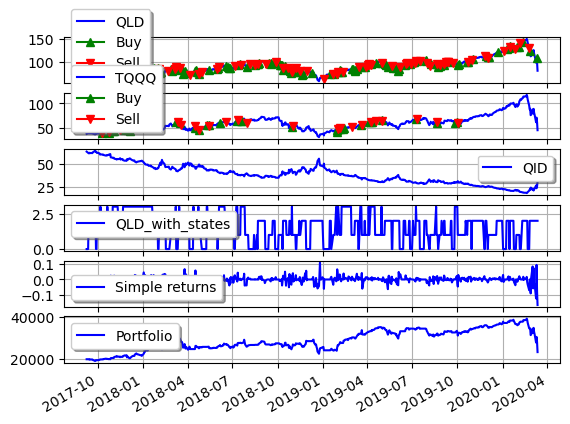 QLD
Buy
Sell
150
100
TQQQ
Buy
Sell
100
50
QID
50
25
QLD_with_states
2.5
0.0
Simple returns
0.1
0.0
−0.1
Portfolio
40000
20000
2017-10
2018-01
2018-04
2018-07
2018-10
2019-01
2019-04
2019-07
2019-10
2020-01
2020-04